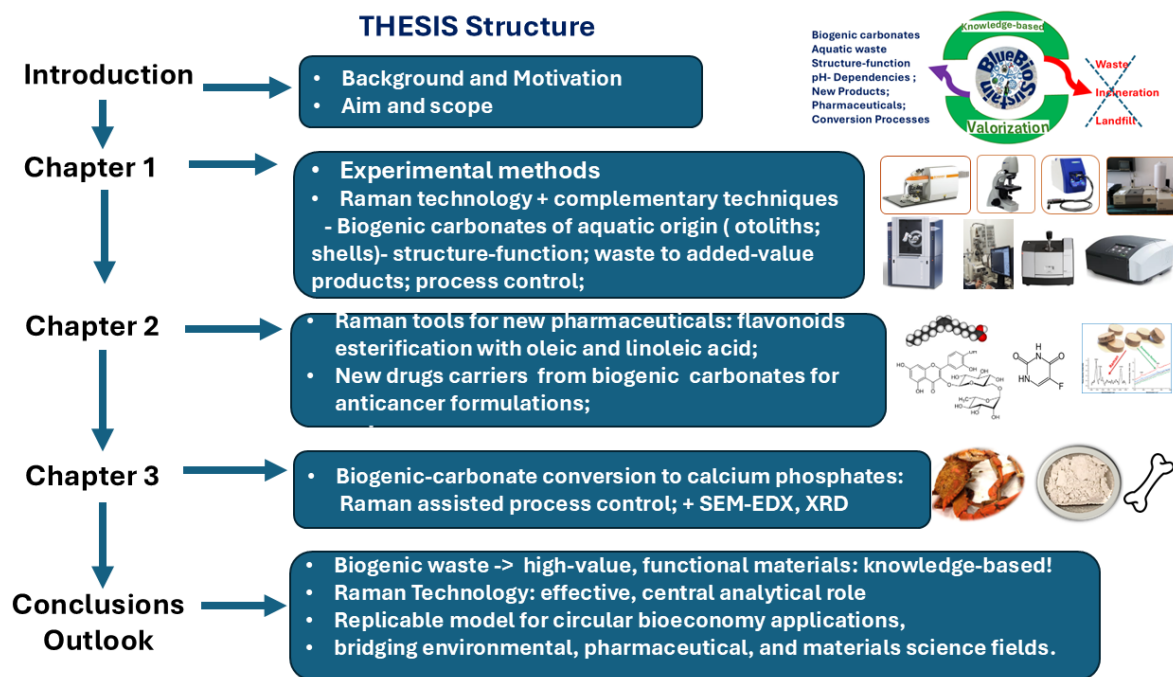 THESIS Structure
Biogenic carbonates
Aquatic waste
Structure-function
pH- Dependencies ;
New Products;
Pharmaceuticals;
Conversion Processes
Knowledge-based
BlueBioSustain
Valorization
Waste
Incineration
Landfill
Introduction
• Background and Motivation
• Aim and scope
Chapter 1
• Experimental methods
• Raman technology + complementary techniques
- Biogenic carbonates of aquatic origin ( otoliths;
shells)- structure-function; waste to added-value
products; process control;
Chapter 2
• Raman tools for new pharmaceuticals: flavonoids
esterification with oleic and linoleic acid;
• New drugs carriers from biogenic carbonates for
anticancer formulations;
Chapter 3
• Biogenic-carbonate conversion to calcium phosphates:
Raman assisted process control; + SEM-EDX, XRD
Conclusions
Outlook
• Biogenic waste -> high-value, functional materials: knowledge-based!
• Raman Technology: effective, central analytical role
• Replicable model for circular bioeconomy applications,
• bridging environmental, pharmaceutical, and materials science fields.